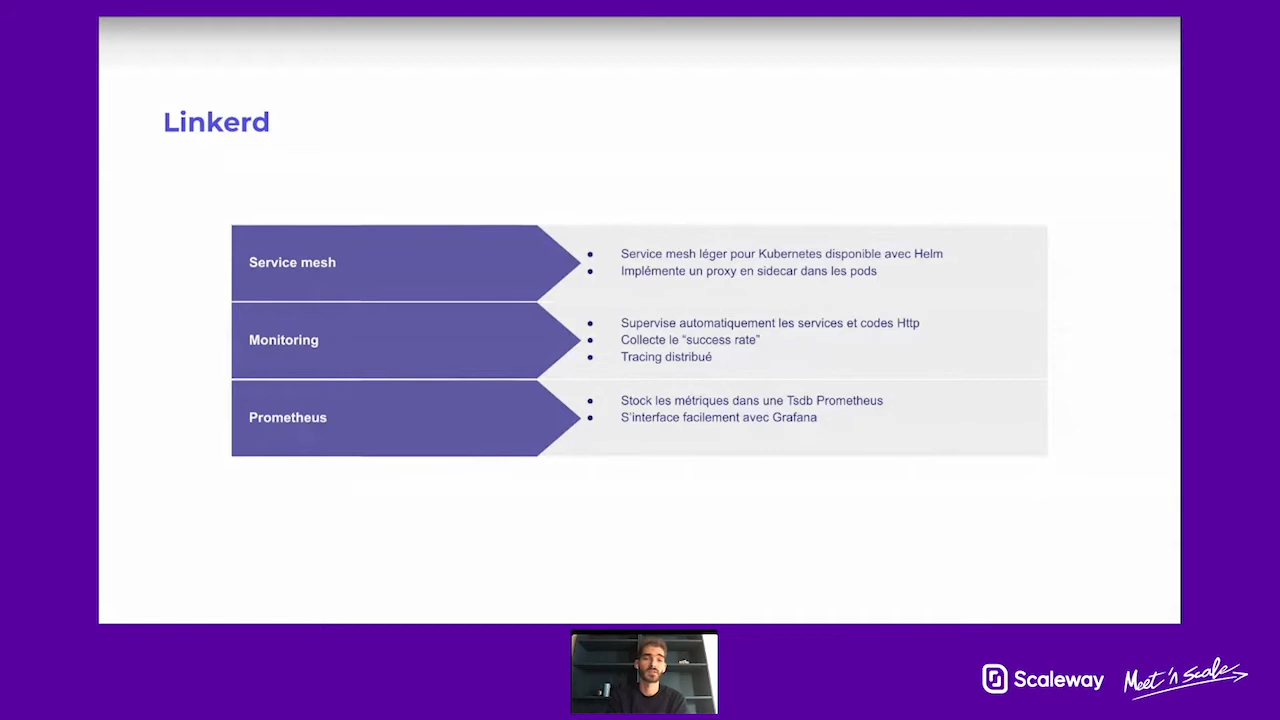 Linkerd
Service mesh
Service mesh léger pour Kubernetes disponible avec Helm
Implémente un proxy en sidecar dans les pods
Monitoring
Supervise automatiquement les services et codes Http
Collecte le “success rate”
Tracing distribué
Prometheus
Stock les métriques dans une Tsdb Prometheus
S’interface facilement avec Grafana
Scaleway
Meet 'n Scale